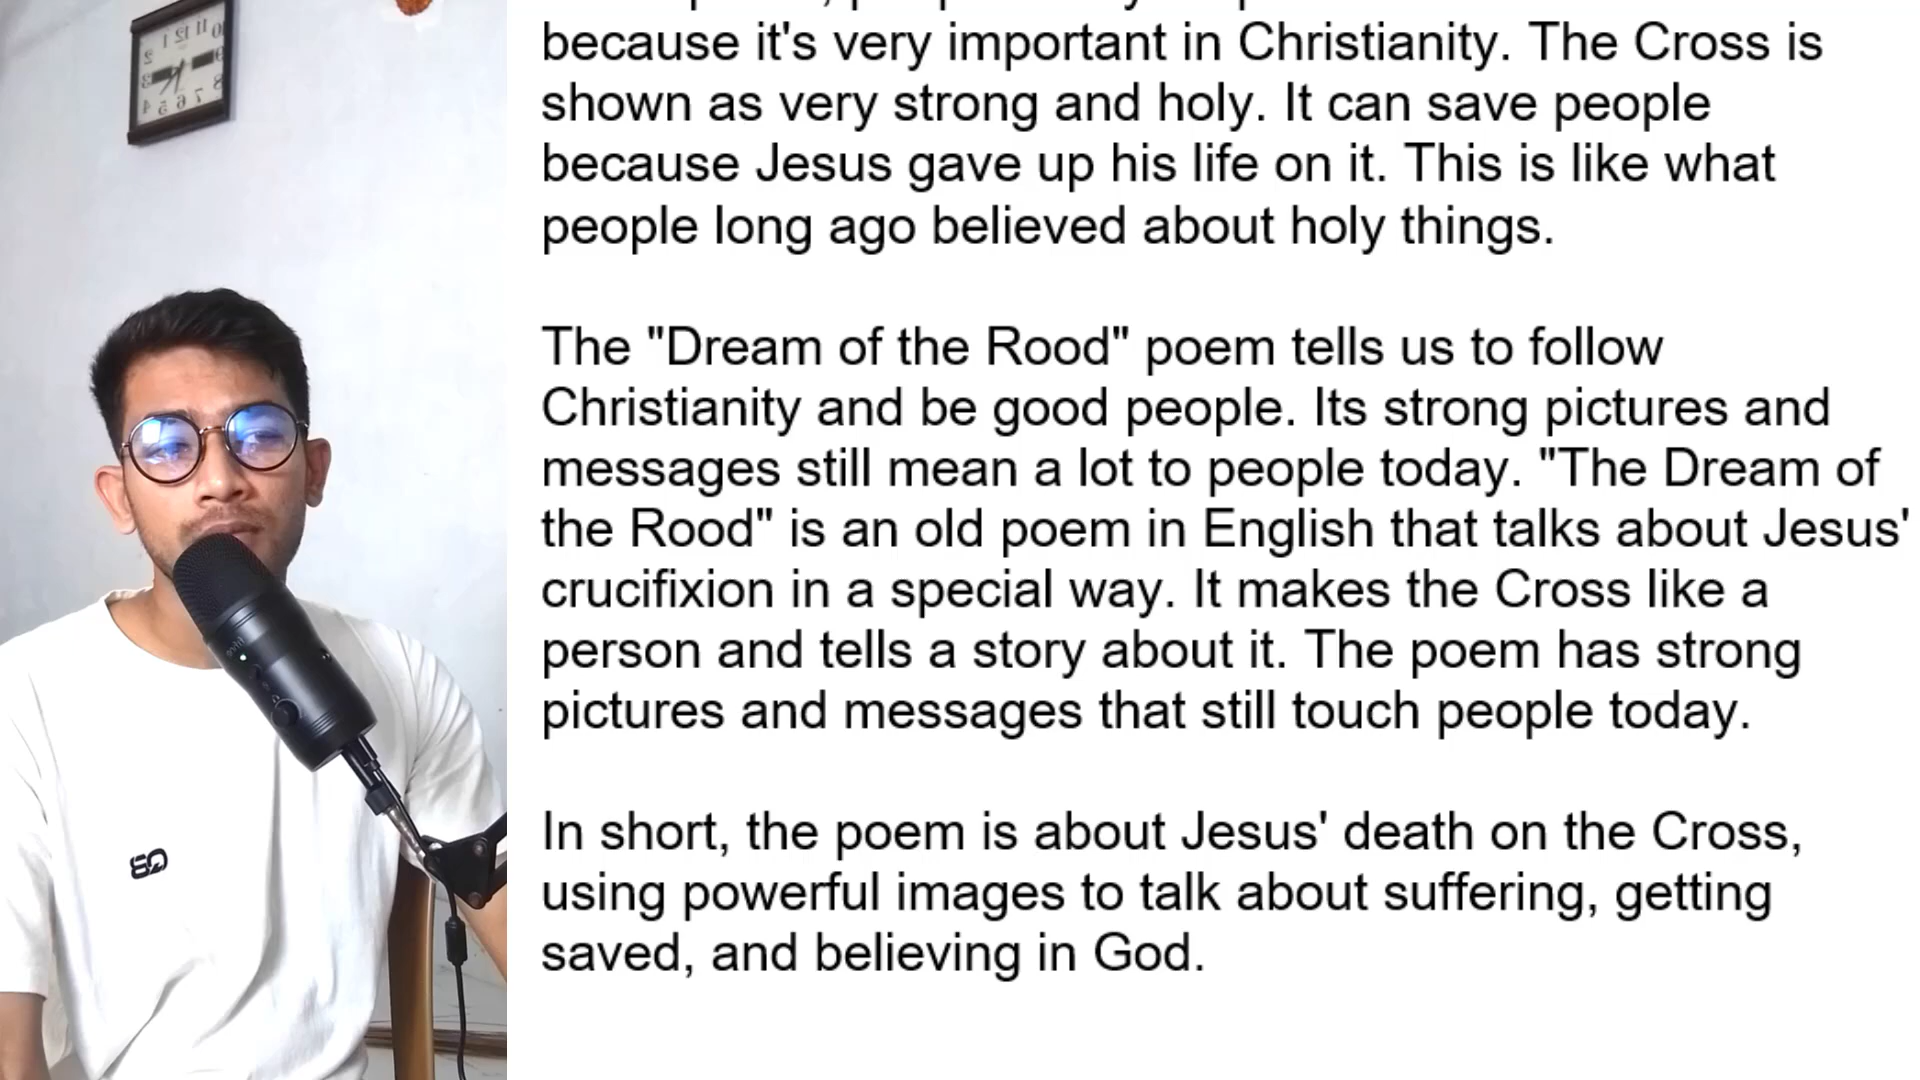 because it's very important in Christianity. The Cross is
shown as very strong and holy. It can save people
because Jesus gave up his life on it. This is like what
people long ago believed about holy things.
The "Dream of the Rood" poem tells us to follow
Christianity and be good people. Its strong pictures and
messages still mean a lot to people today. "The Dream of
the Rood" is an old poem in English that talks about Jesus'
crucifixion in a special way. It makes the Cross like a
person and tells a story about it. The poem has strong
pictures and messages that still touch people today.
In short, the poem is about Jesus' death on the Cross,
using powerful images to talk about suffering, getting
saved, and believing in God.